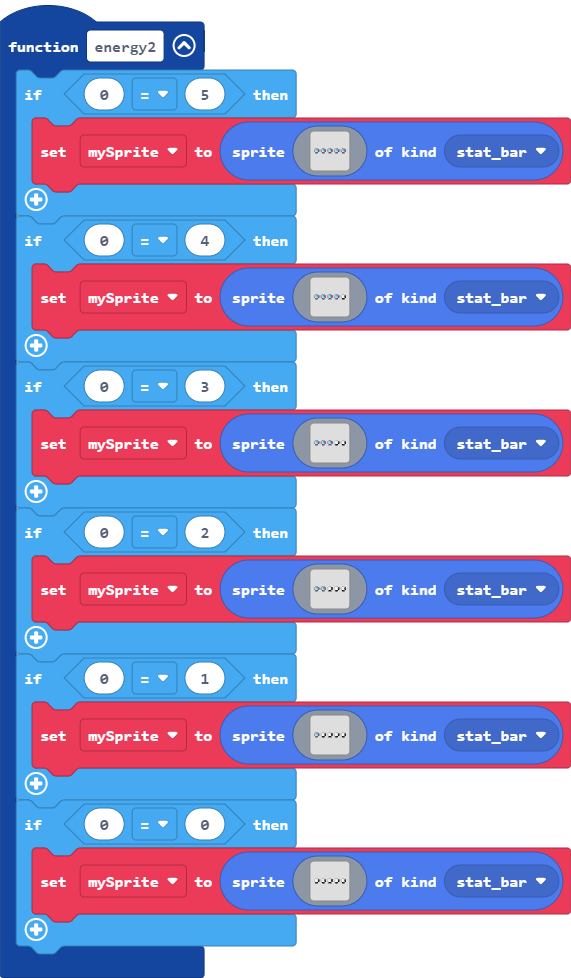 function energy2
if 0 = 5 then
set mySprite to sprite of kind stat_bar
if 0 = 4 then
set mySprite to sprite of kind stat_bar
if 0 = 3 then
set mySprite to sprite of kind stat_bar
if 0 = 2 then
set mySprite to sprite of kind stat_bar
if 0 = 1 then
set mySprite to sprite of kind stat_bar
if 0 = 0 then
set mySprite to sprite of kind stat_bar